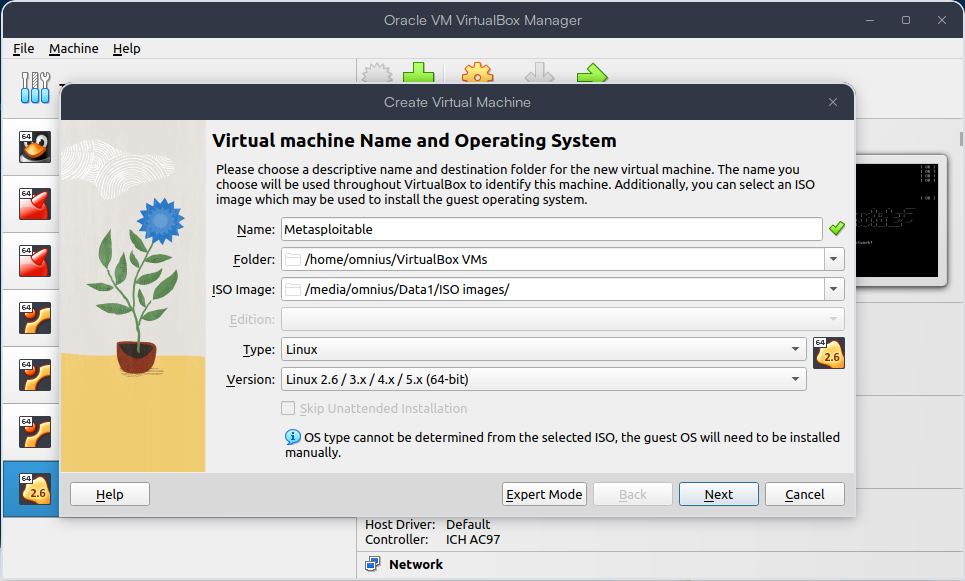 Oracle VM VirtualBox Manager
File Machine Help
Create Virtual Machine
Virtual machine Name and Operating System
Please choose a descriptive name and destination folder for the new virtual machine. The name you
choose will be used throughout VirtualBox to identify this machine. Additionally, you can select an ISO
image which may be used to install the guest operating system.
Name: Metasploitable
Folder: /home/omnius/VirtualBox VMs
ISO Image: /media/omnius/Data1/ISO images/
Edition:
Type: Linux
64
2.6
Version: Linux 2.6 / 3.x / 4.x / 5.x (64-bit)
Skip Unattended Installation
OS type cannot be determined from the selected ISO, the guest OS will need to be installed
manually.
Help Expert Mode Back Next Cancel
64
64
64
64
64
64
64
2.6
Host Driver: Default
Controller: ICH AC97
Network